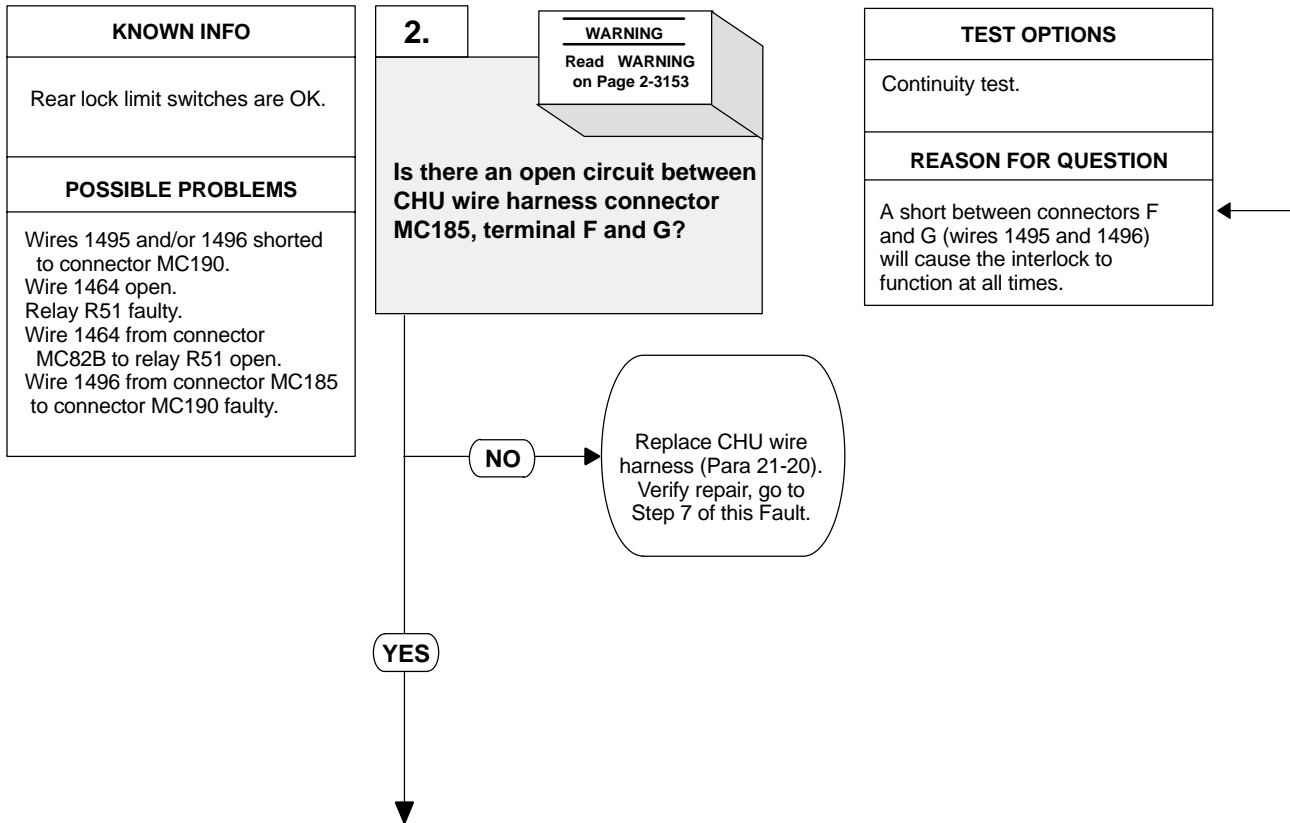 KNOWN INFO
Rear lock limit switches are OK.
POSSIBLE PROBLEMS
Wires 1495 and/or 1496 shorted
to connector MC190.
Wire 1464 open.
Relay R51 faulty.
Wire 1464 from connector
MC82B to relay R51 open.
Wire 1496 from connector MC185
to connector MC190 faulty.
2.
WARNING
Read WARNING
on Page 2-3153
Is there an open circuit between
CHU wire harness connector
MC185, terminal F and G?
TEST OPTIONS
Continuity test.
REASON FOR QUESTION
A short between connectors F
and G (wires 1495 and 1496)
will cause the interlock to
function at all times.
NO
Replace CHU wire
harness (Para 21-20).
Verify repair, go to
Step 7 of this Fault.
YES